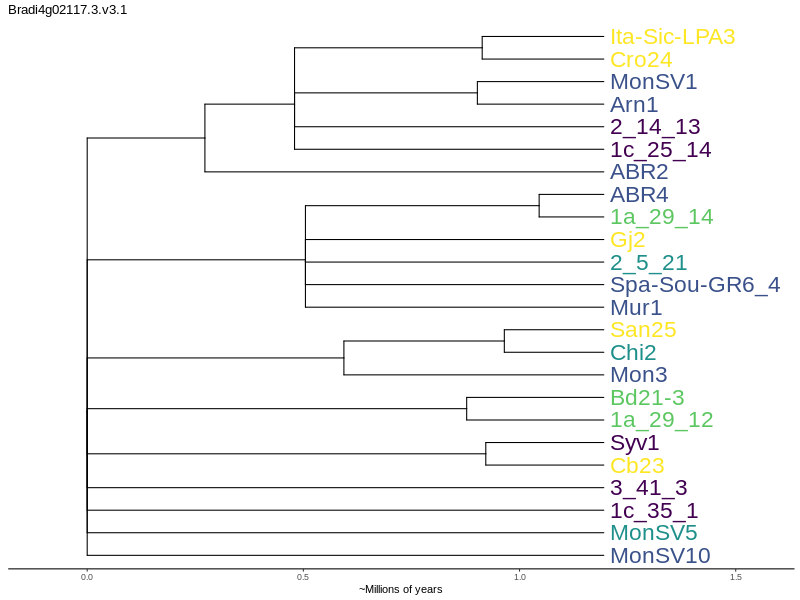 Bradi4g02117.3.v3.1
Ita-Sic-LPA3
Cro24
MonSV1
Arn1
2_14_13
1c_25_14
ABR2
ABR4
1a_29_14
Gj2
2_5_21
Spa-Sou-GR6_4
Mur1
San25
Chi2
Mon3
Bd21-3
1a_29_12
Syv1
Cb23
3_41_3
1c_35_1
MonSV5
MonSV10
0.0 0.5 1.0 1.5
~Millions of years